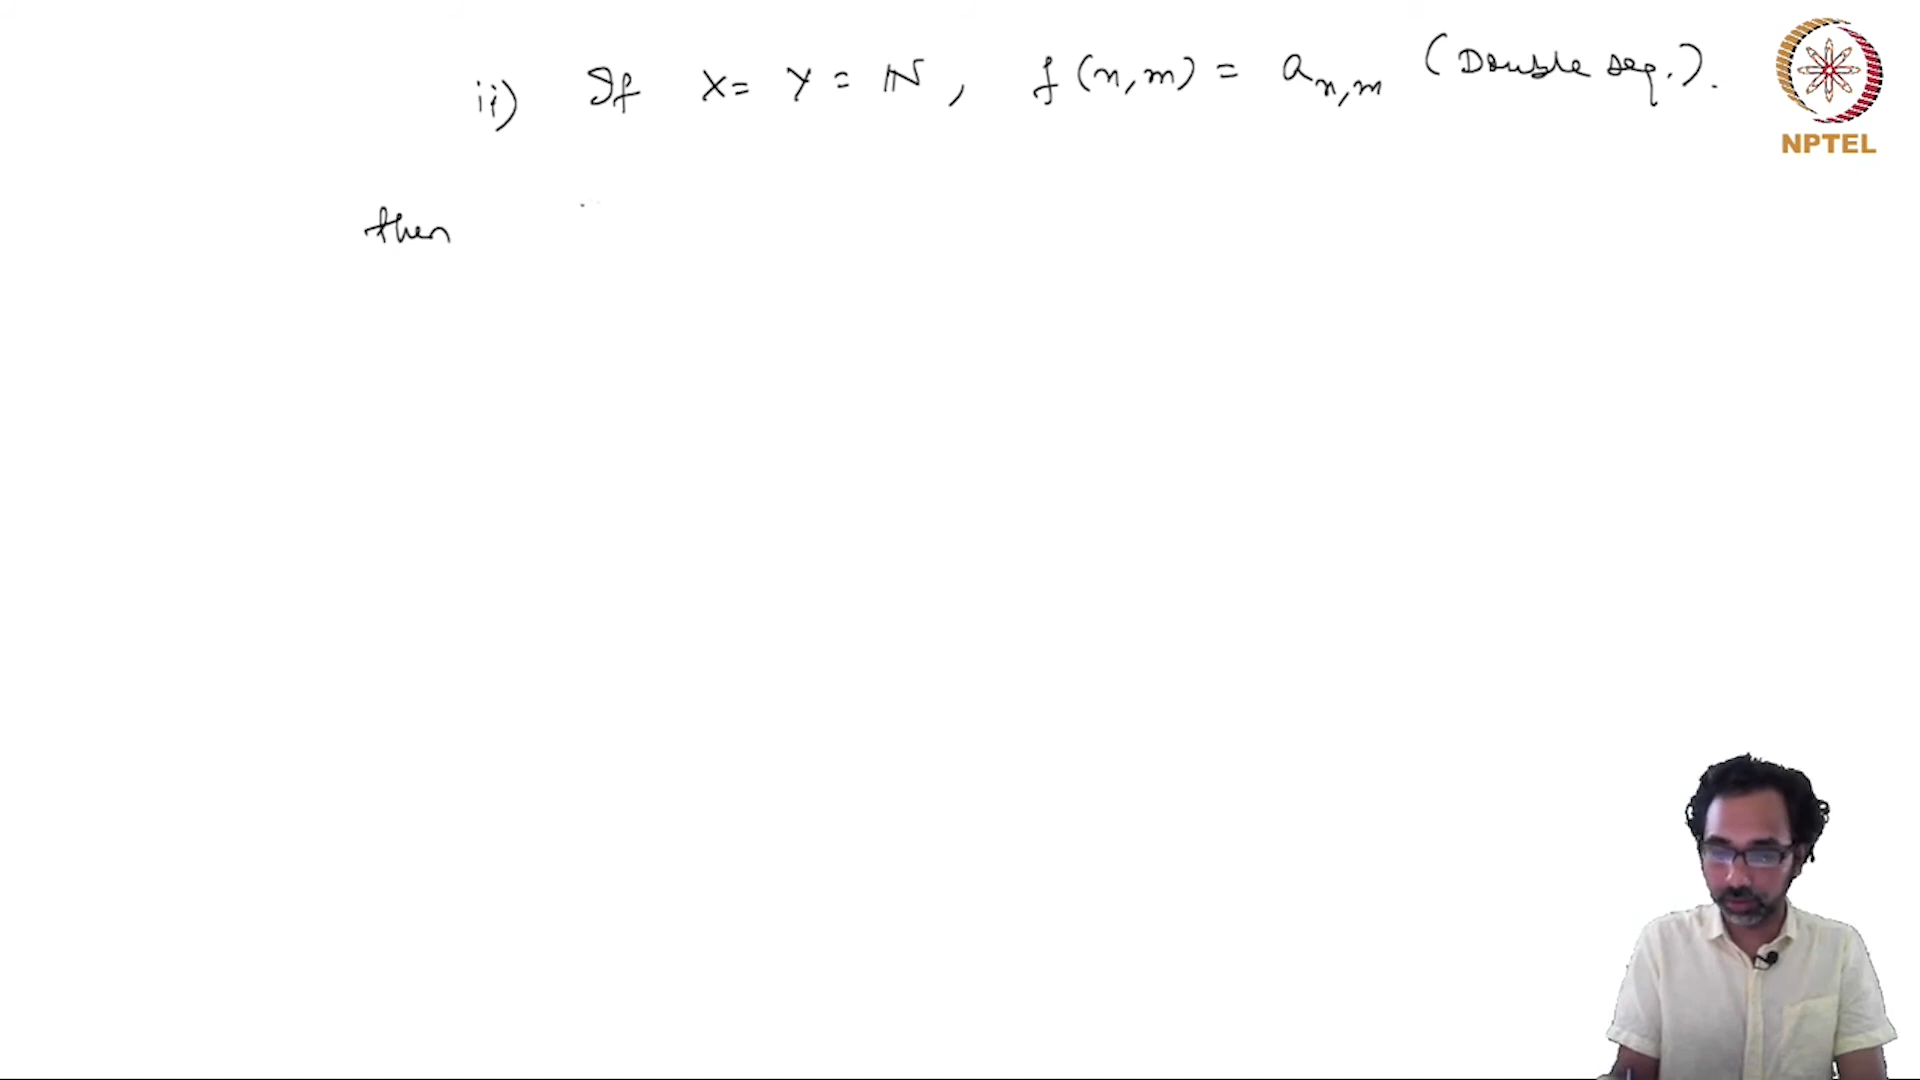 ii) If X = Y = ℕ, f(n,m) = a_{n,m} (Double seq.).
NPTEL
then